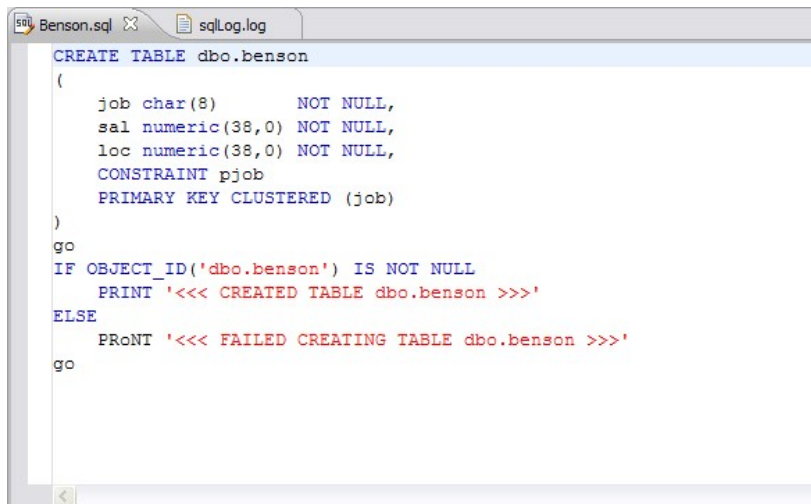 Benson.sql sqlLog.log
CREATE TABLE dbo.benson
(
job char(8) NOT NULL,
sal numeric(38,0) NOT NULL,
loc numeric(38,0) NOT NULL,
CONSTRAINT pjob
PRIMARY KEY CLUSTERED (job)
)
go
IF OBJECT_ID('dbo.benson') IS NOT NULL
PRINT '<<< CREATED TABLE dbo.benson >>>'
ELSE
PRoNT '<<< FAILED CREATING TABLE dbo.benson >>>'
go